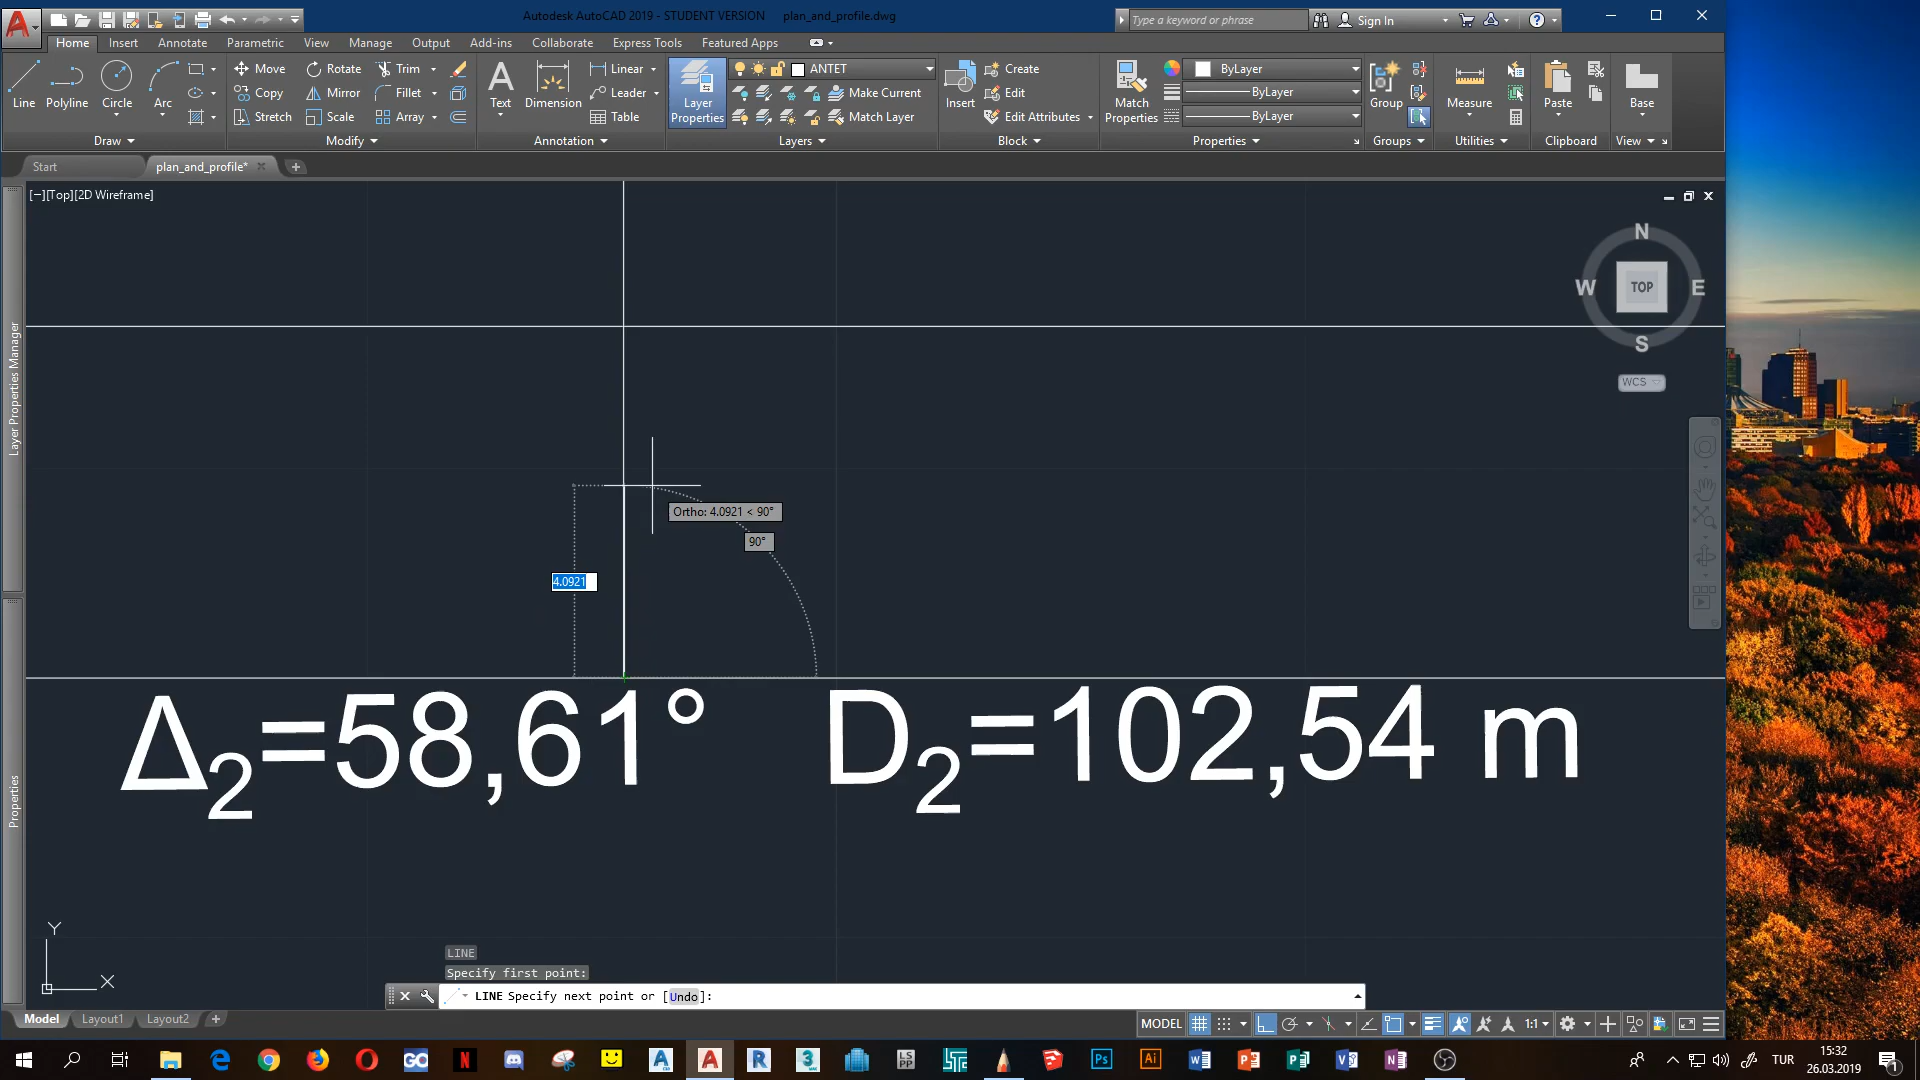 Autodesk AutoCAD 2019 - STUDENT VERSION plan_and_profile.dwg
Type a keyword or phrase
Sign In
Home Insert Annotate Parametric View Manage Output Add-ins Collaborate Express Tools Featured Apps
Line Polyline Circle Arc
Move Rotate Trim
Copy Mirror Fillet
Stretch Scale Array
Text Dimension
Linear
Leader
Table
Layer Properties
ANTET
Make Current
Match Layer
Insert
Create
Edit
Edit Attributes
Match Properties
ByLayer
ByLayer
ByLayer
Group Measure Paste Base
Draw Modify Annotation Layers Block Properties Groups Utilities Clipboard View
Start plan_and_profile*
[−][Top][2D Wireframe]
N
W TOP E
S
WCS
Layer Properties Manager
Properties
Ortho: 4.0921 < 90°
90°
4.0921
Δ2=58,61° D2=102,54 m
Y
X
LINE
Specify first point:
LINE Specify next point or [Undo]:
Model Layout1 Layout2
MODEL 1:1
TUR
15:32
26.03.2019